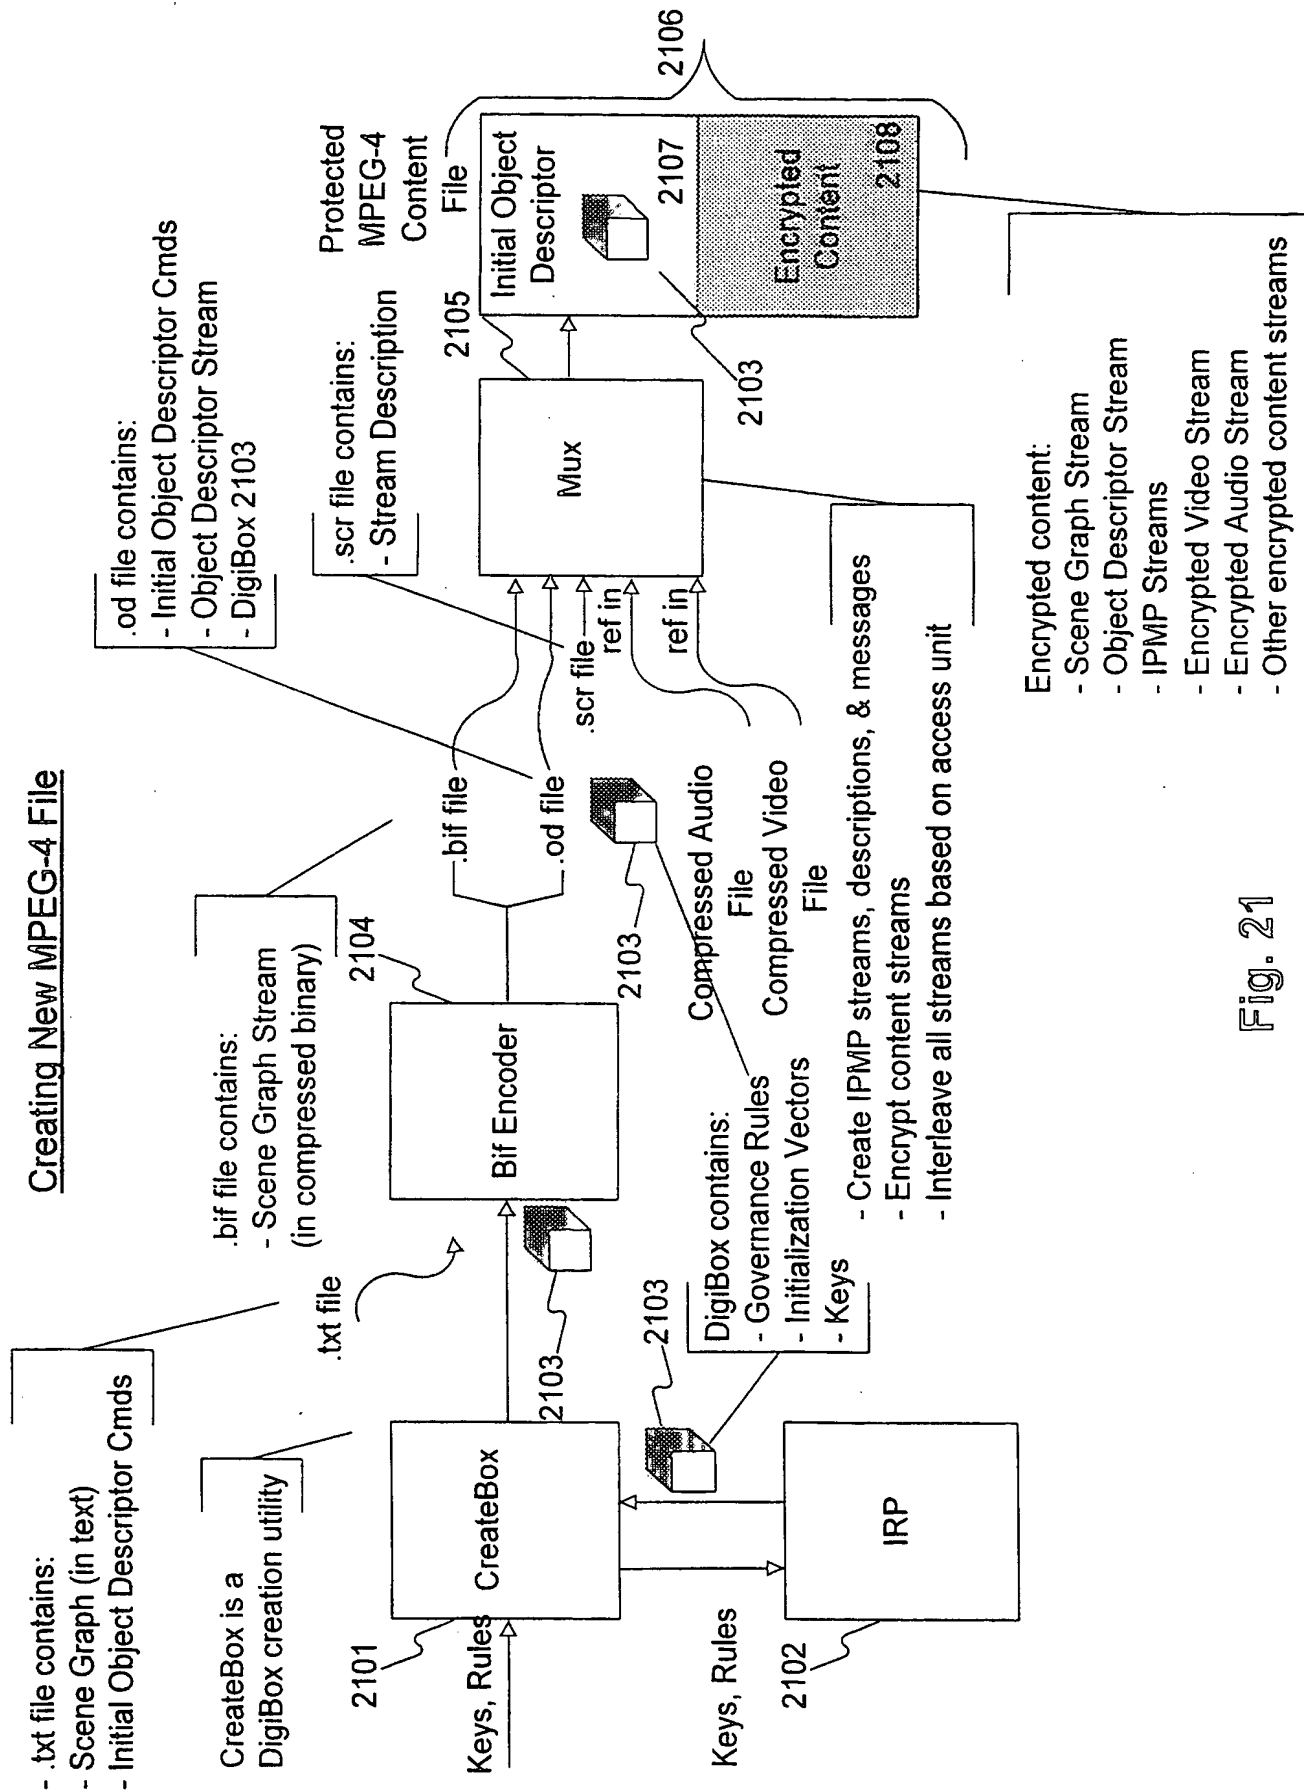 Creating New MPEG-4 File
- .txt file contains:
- Scene Graph (in text)
- Initial Object Descriptor Cmds
CreateBox is a
DigiBox creation utility
2101
Keys, Rules
CreateBox
Keys, Rules
2102
IRP
2103
DigiBox contains:
- Governance Rules
- Initialization Vectors
- Keys
.txt file
2103
.bif file contains:
- Scene Graph Stream
(in compressed binary)
2104
Bif Encoder
.bif file
.od file
2103
.od file contains:
- Initial Object Descriptor Cmds
- Object Descriptor Stream
- DigiBox 2103
.scr file contains:
- Stream Description
.scr file
ref in
ref in
Compressed Audio
File
Compressed Video
File
2105
Mux
- Create IPMP streams, descriptions, & messages
- Encrypt content streams
- Interleave all streams based on access unit
Protected
MPEG-4
Content
File
2106
Initial Object
Descriptor
2107
2103
Encrypted
Content
2108
Encrypted content:
- Scene Graph Stream
- Object Descriptor Stream
- IPMP Streams
- Encrypted Video Stream
- Encrypted Audio Stream
- Other encrypted content streams
Fig. 21